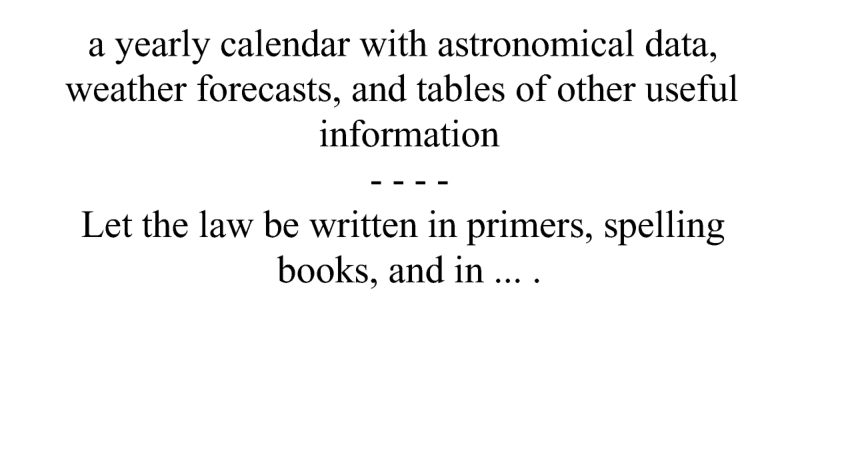 a yearly calendar with astronomical data,
weather forecasts, and tables of other useful
information
- - - -
Let the law be written in primers, spelling
books, and in ... .